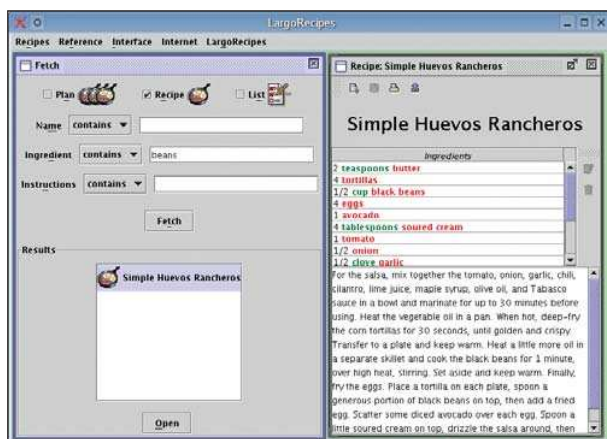 LargoRecipes
Recipes Reference Interface Internet LargoRecipes
Fetch
Plan Recipe List
Name contains
Ingredient contains beans
Instructions contains
Fetch
Results
Simple Huevos Rancheros
Open
Recipe: Simple Huevos Rancheros
Simple Huevos Rancheros
Ingredients
2 teaspoons butter
4 tortillas
1/2 cup black beans
4 eggs
1 avocado
4 tablespoons soured cream
1 tomato
1/2 onion
1/2 clove garlic
For the salsa, mix together the tomato, onion, garlic, chili,
cilantro, lime juice, maple syrup, olive oil, and Tabasco
sauce in a bowl and marinate for up to 30 minutes before
using. Heat the vegetable oil in a pan. When hot, deep-fry
the corn tortillas for 30 seconds, until golden and crispy.
Transfer to a plate and keep warm. Heat a little more oil in
a separate skillet and cook the black beans for 1 minute,
over high heat, stirring. Set aside and keep warm. Finally,
fry the eggs. Place a tortilla on each plate, spoon a
generous portion of black beans on top, then add a fried
egg. Scatter some diced avocado over each egg. Spoon a
little soured cream on top, drizzle the salsa around, then